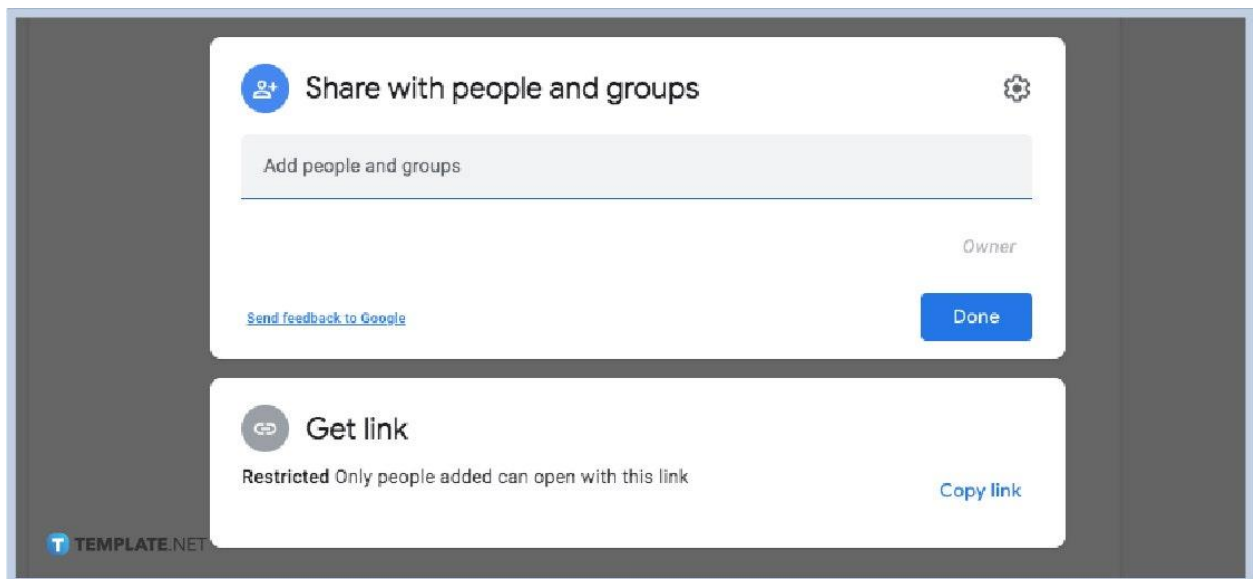 Share with people and groups
Add people and groups
Owner
Send feedback to Google
Done
Get link
Restricted Only people added can open with this link
Copy link
T TEMPLATE.NET